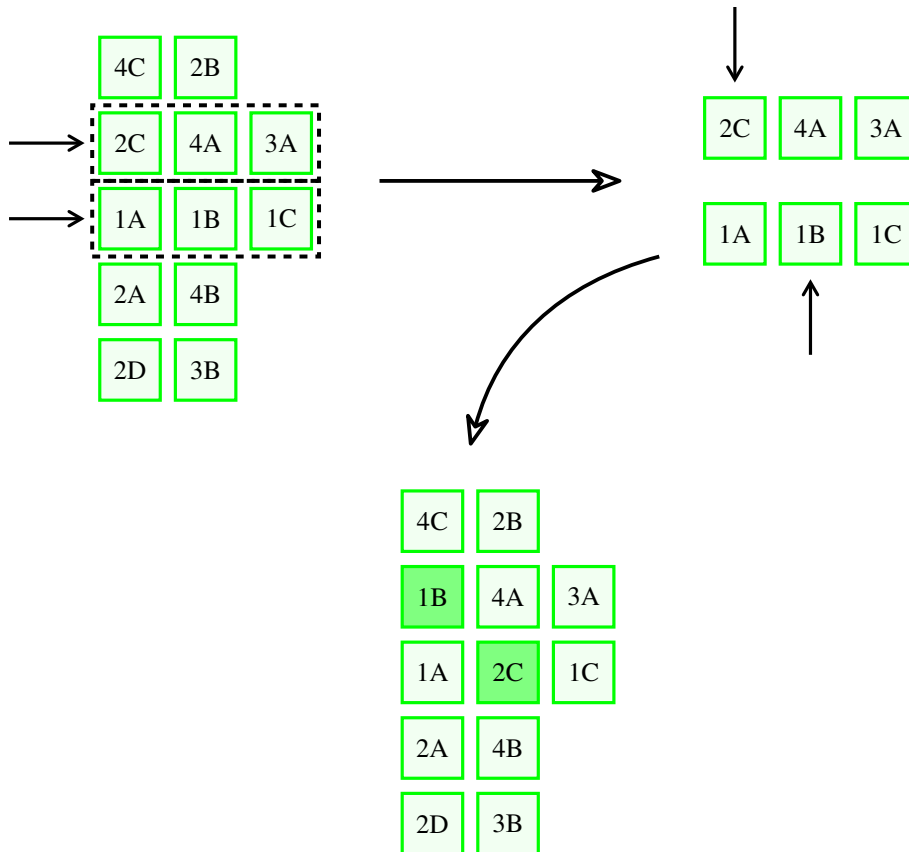 4C 2B
2C 4A 3A
1A 1B 1C
2A 4B
2D 3B
2C 4A 3A
1A 1B 1C
4C 2B
1B 4A 3A
1A 2C 1C
2A 4B
2D 3B